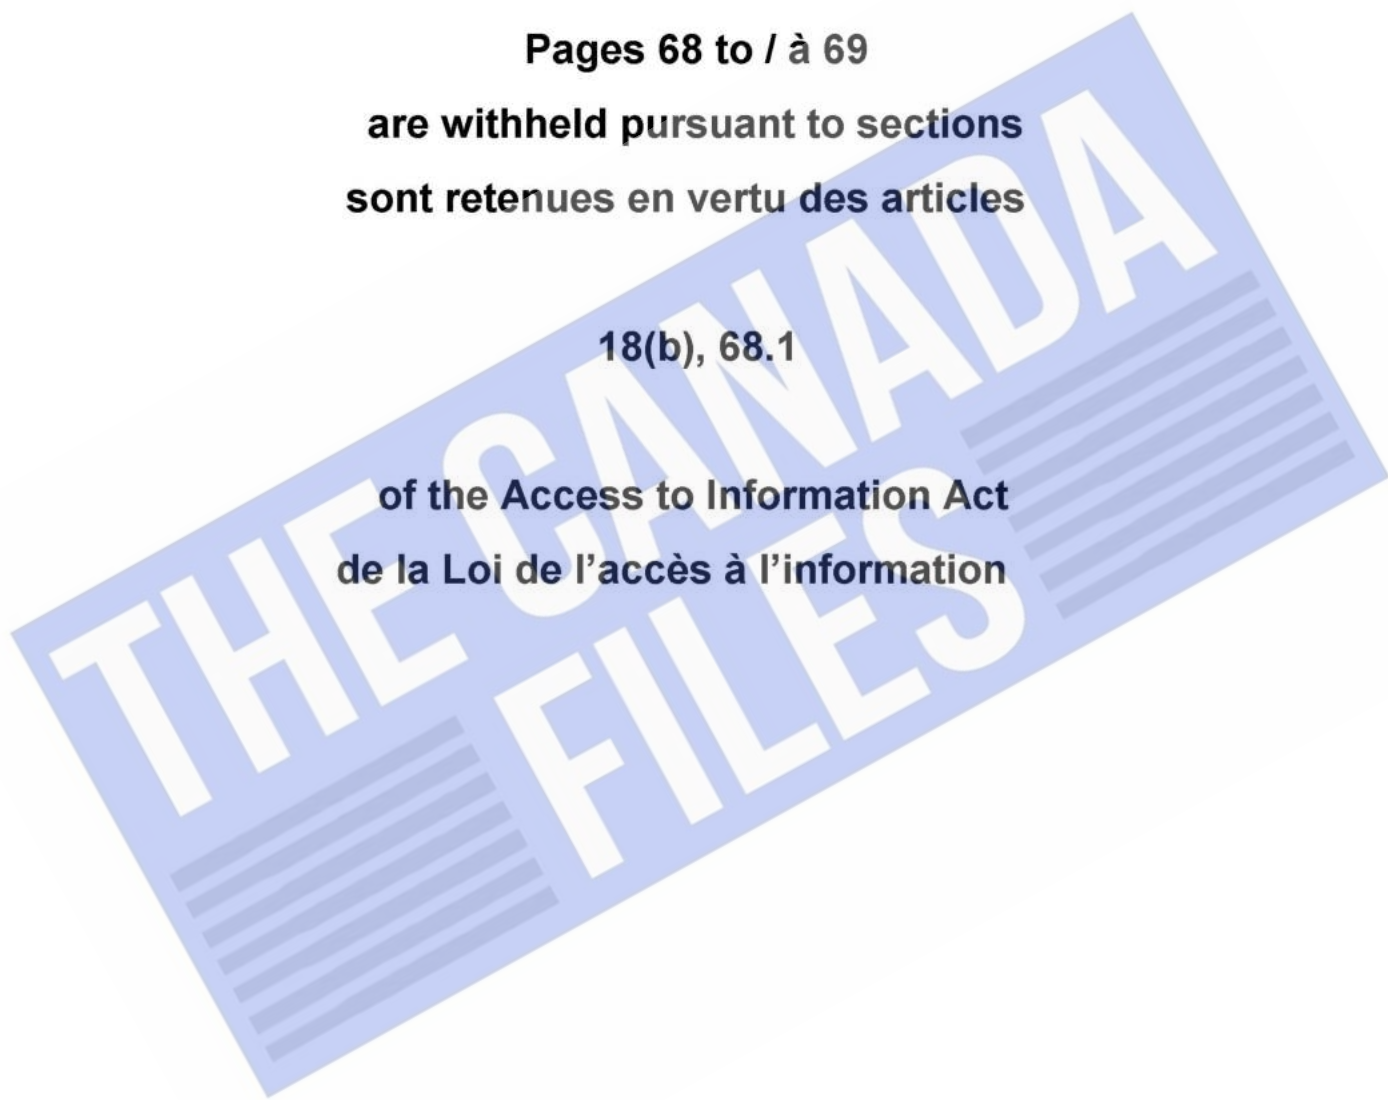 Pages 68 to / à 69
are withheld pursuant to sections
sont retenues en vertu des articles
18(b), 68.1
of the Access to Information Act
de la Loi de l’accès à l’information
THE CANADA
FILES